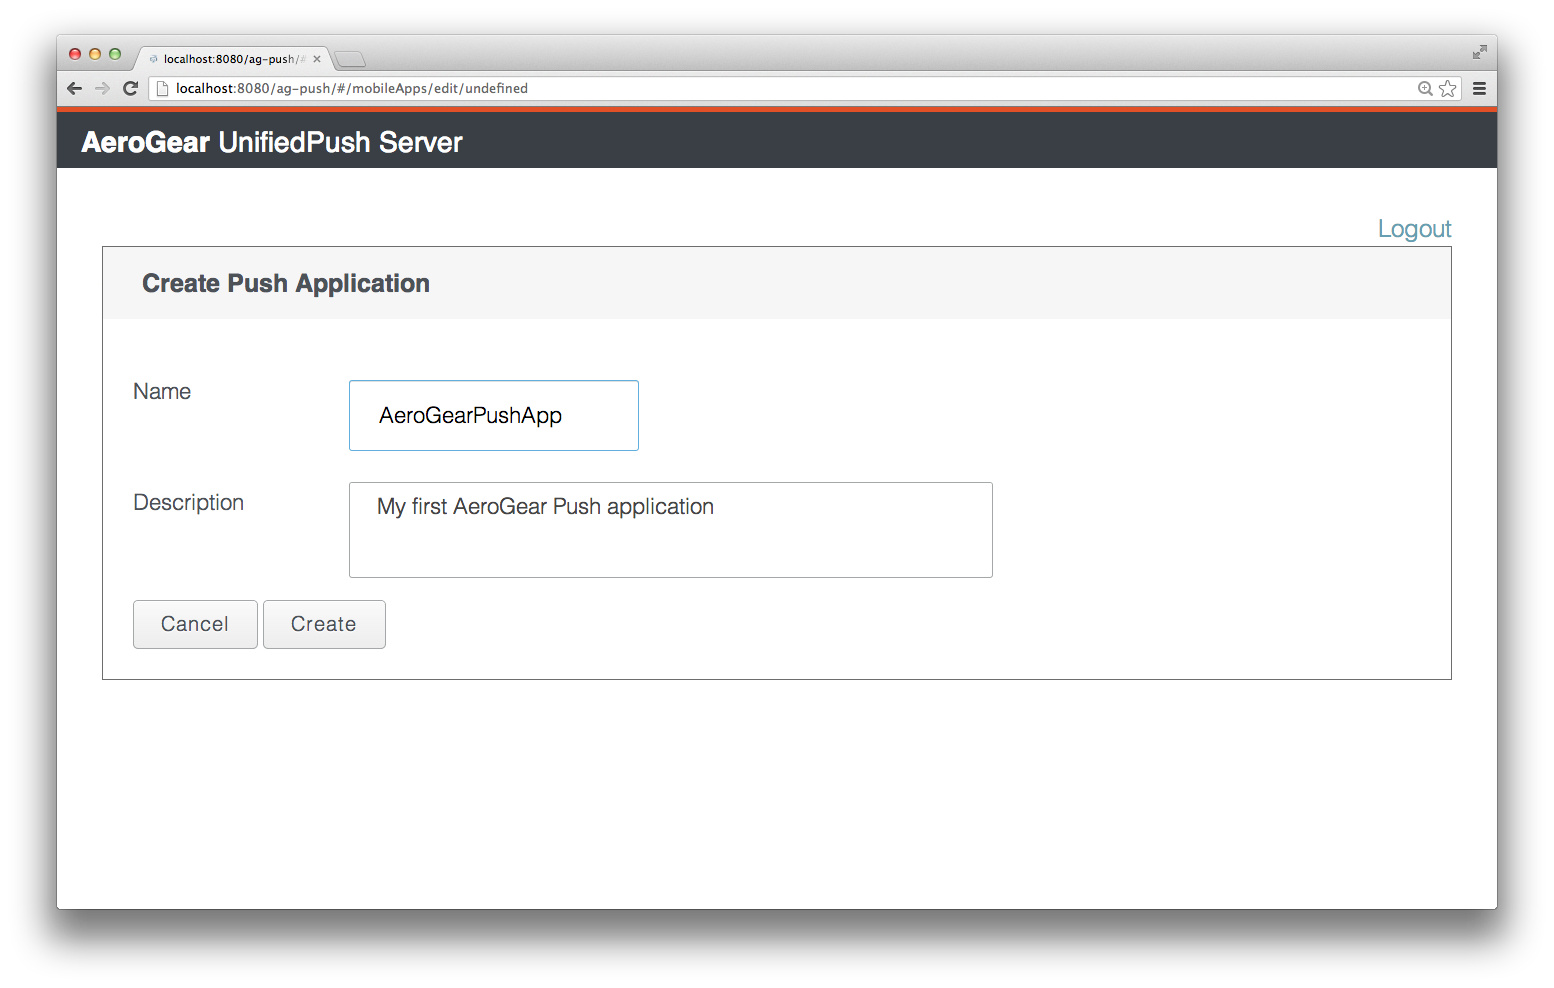 localhost:8080/ag-push/#
localhost:8080/ag-push/#/mobileApps/edit/undefined
AeroGear UnifiedPush Server
Logout
Create Push Application
Name
AeroGearPushApp
Description
My first AeroGear Push application
Cancel Create